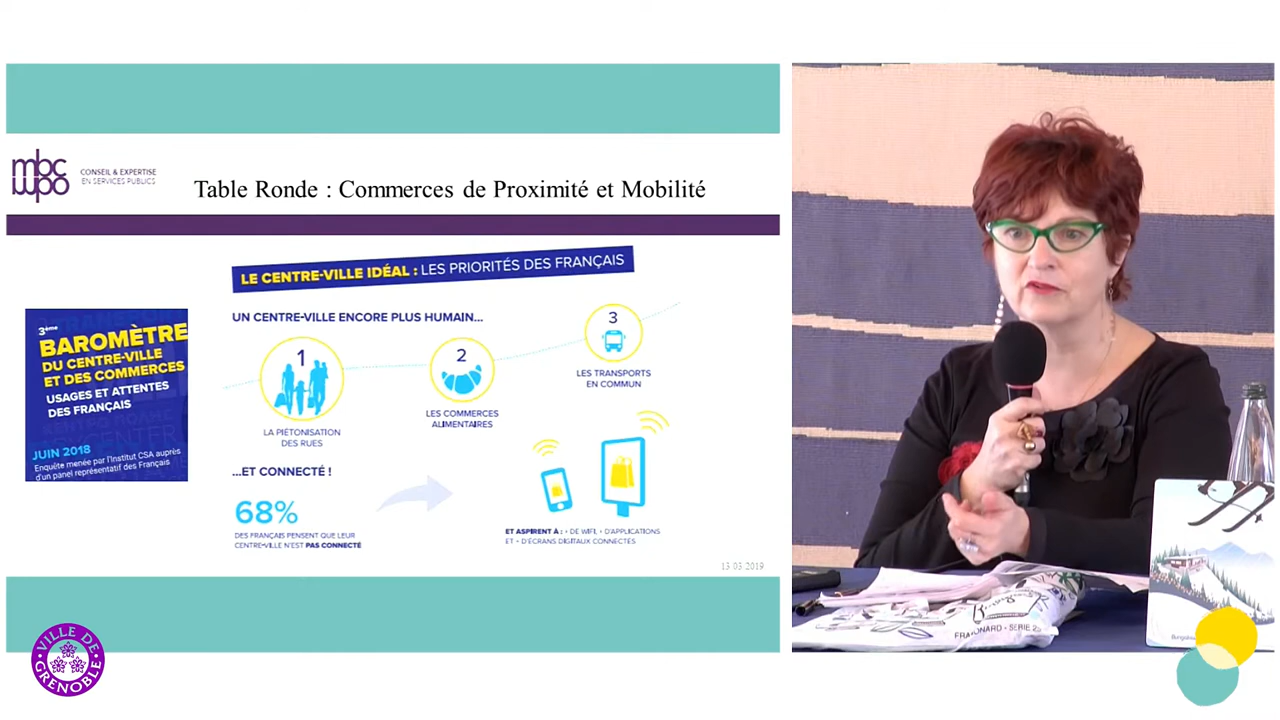 mbc
CONSEIL & EXPERTISE
EN SERVICES PUBLICS
Table Ronde : Commerces de Proximité et Mobilité
LE CENTRE-VILLE IDÉAL : LES PRIORITÉS DES FRANÇAIS
3ème
BAROMÈTRE
DU CENTRE-VILLE
ET DES COMMERCES
USAGES ET ATTENTES
DES FRANÇAIS
JUIN 2018
Enquête menée par l'Institut CSA auprès
d'un panel représentatif des Français
UN CENTRE-VILLE ENCORE PLUS HUMAIN...
1
LA PIÉTONISATION
DES RUES
2
LES COMMERCES
ALIMENTAIRES
3
LES TRANSPORTS
EN COMMUN
...ET CONNECTÉ !
68%
DES FRANÇAIS PENSENT QUE LEUR
CENTRE-VILLE N'EST PAS CONNECTÉ
ET ASPIRENT À : + DE WIFI, + D'APPLICATIONS
ET + D'ÉCRANS DIGITAUX CONNECTÉS
13 03 2019
VILLE DE GRENOBLE